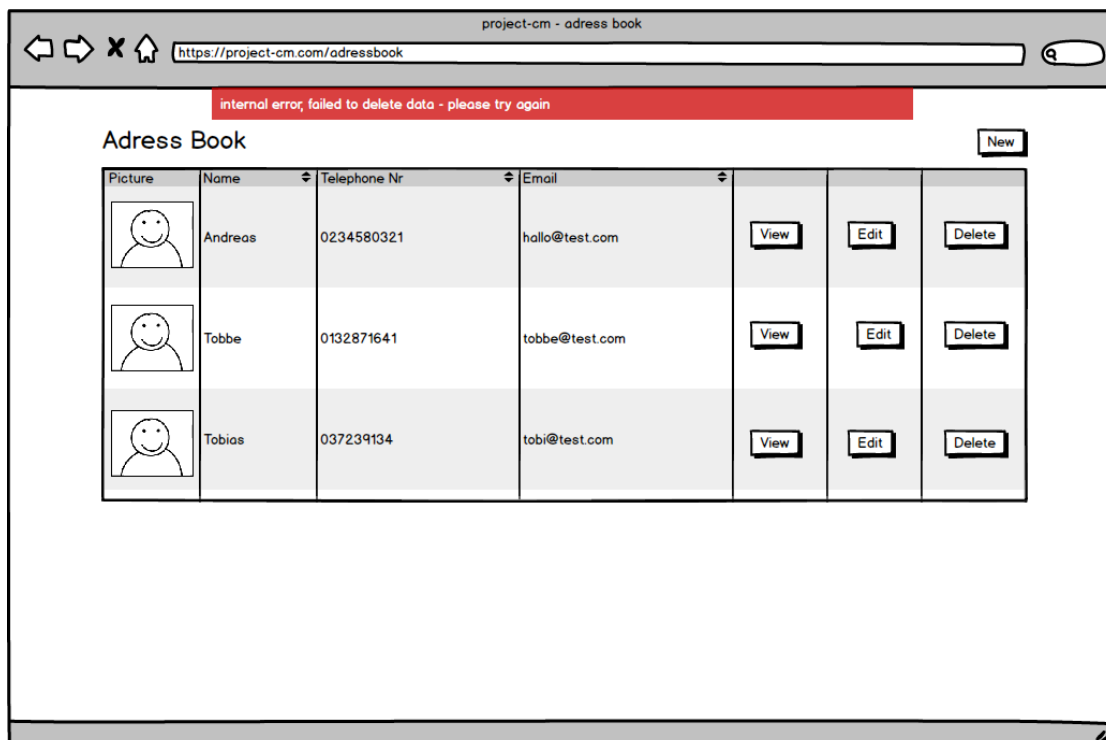 project-cm - adress book
https://project-cm.com/adressbook
internal error, failed to delete data - please try again
Adress Book
New
Picture Name Telephone Nr Email
Andreas 0234580321 hallo@test.com View Edit Delete
Tobbe 0132871641 tobbe@test.com View Edit Delete
Tobias 037239134 tobi@test.com View Edit Delete